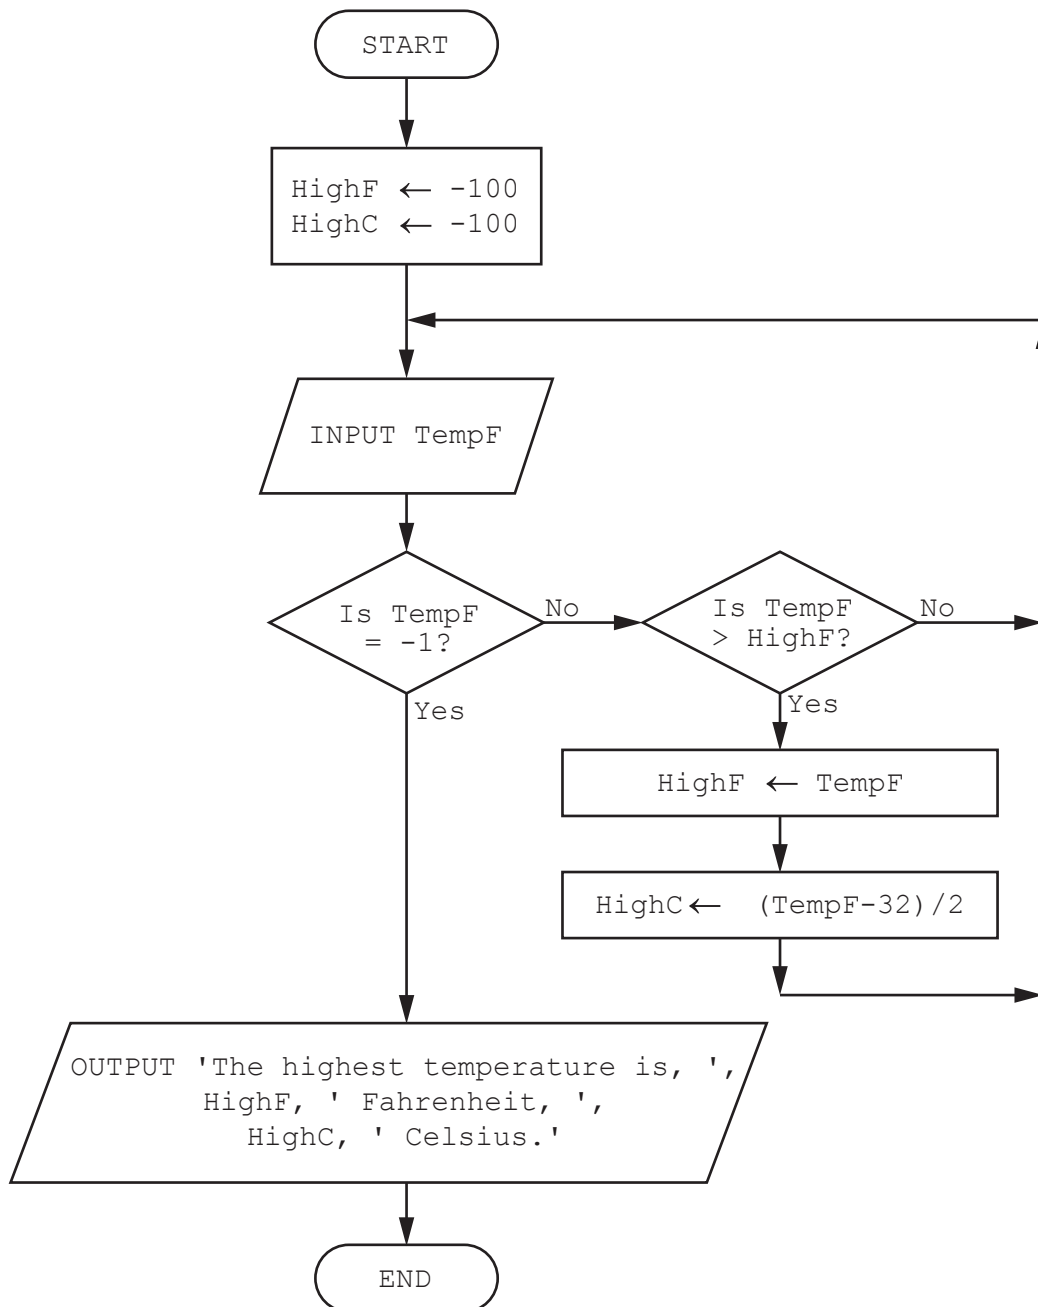 START
HighF ← -100
HighC ← -100
INPUT TempF
Is TempF
= -1?
No
Is TempF
> HighF?
No
Yes
Yes
HighF ← TempF
HighC← (TempF-32)/2
OUTPUT 'The highest temperature is, ',
HighF, ' Fahrenheit, ',
HighC, ' Celsius.'
END